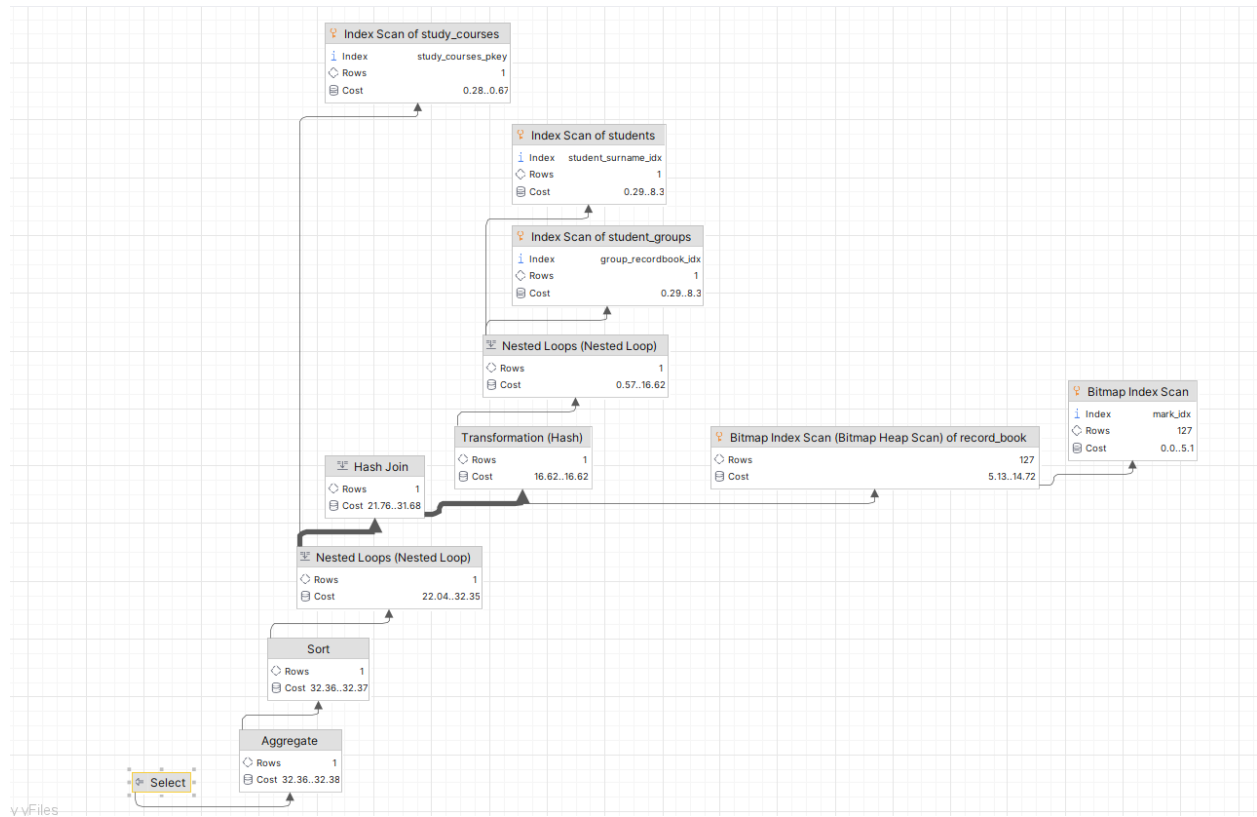 Index Scan of study_courses
Index study_courses_pkey
Rows 1
Cost 0.28..0.67
Index Scan of students
Index student_surname_idx
Rows 1
Cost 0.29..8.3
Index Scan of student_groups
Index group_recordbook_idx
Rows 1
Cost 0.29..8.3
Nested Loops (Nested Loop)
Rows 1
Cost 0.57..16.62
Bitmap Index Scan
Index mark_idx
Rows 127
Cost 0.0..5.1
Transformation (Hash)
Rows 1
Cost 16.62..16.62
Bitmap Index Scan (Bitmap Heap Scan) of record_book
Rows 127
Cost 5.13..14.72
Hash Join
Rows 1
Cost 21.76..31.68
Nested Loops (Nested Loop)
Rows 1
Cost 22.04..32.35
Sort
Rows 1
Cost 32.36..32.37
Aggregate
Rows 1
Cost 32.36..32.38
Select
y yFiles